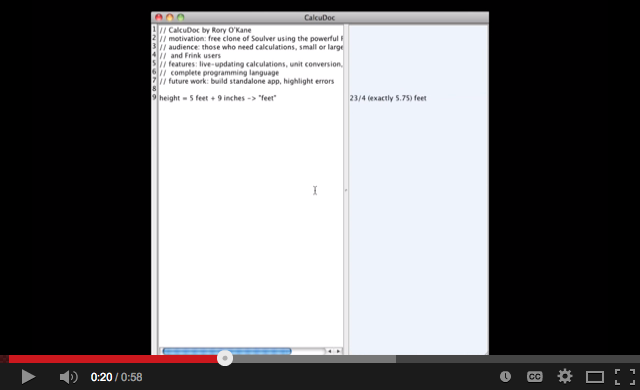 CalcuDoc
1 // CalcuDoc by Rory O'Kane
2 // motivation: free clone of Soulver using the powerful
3 // audience: those who need calculations, small or large
4 //   and Frink users
5 // features: live-updating calculations, unit conversion,
6 //   complete programming language
7 // future work: build standalone app, highlight errors
8
9 height = 5 feet + 9 inches -> "feet" 23/4 (exactly 5.75) feet
0:20 / 0:58
CC